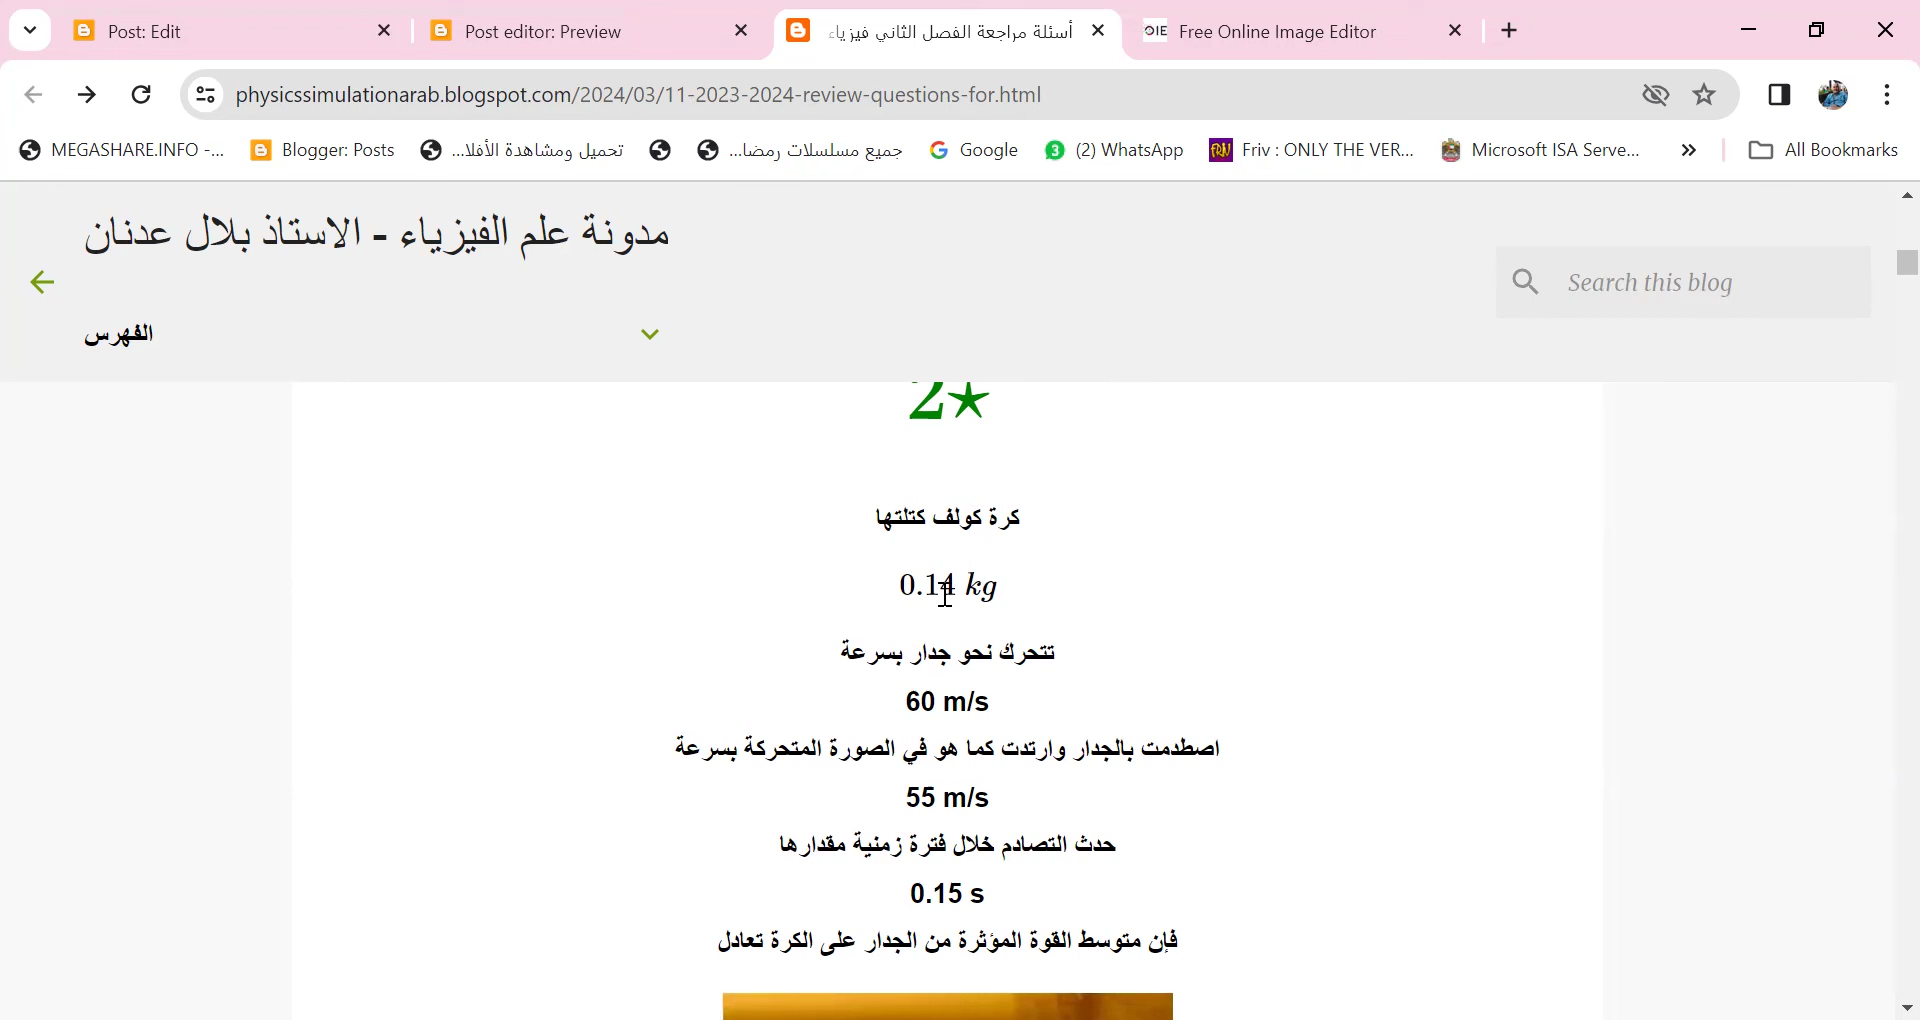 Post: Edit
Post editor: Preview
أسئلة مراجعة الفصل الثاني فيزياء
Free Online Image Editor
physicssimulationarab.blogspot.com/2024/03/11-2023-2024-review-questions-for.html
MEGASHARE.INFO -...
Blogger: Posts
تحميل ومشاهدة الأفلا...
جميع مسلسلات رمضا...
Google
(2) WhatsApp
Friv : ONLY THE VER...
Microsoft ISA Serve...
All Bookmarks
مدونة علم الفيزياء - الاستاذ بلال عدنان
Search this blog
الفهرس
2★
كرة كولف كتلتها
0.14 kg
تتحرك نحو جدار بسرعة
60 m/s
اصطدمت بالجدار وارتدت كما هو في الصورة المتحركة بسرعة
55 m/s
حدث التصادم خلال فترة زمنية مقدارها
0.15 s
فإن متوسط القوة المؤثرة من الجدار على الكرة تعادل